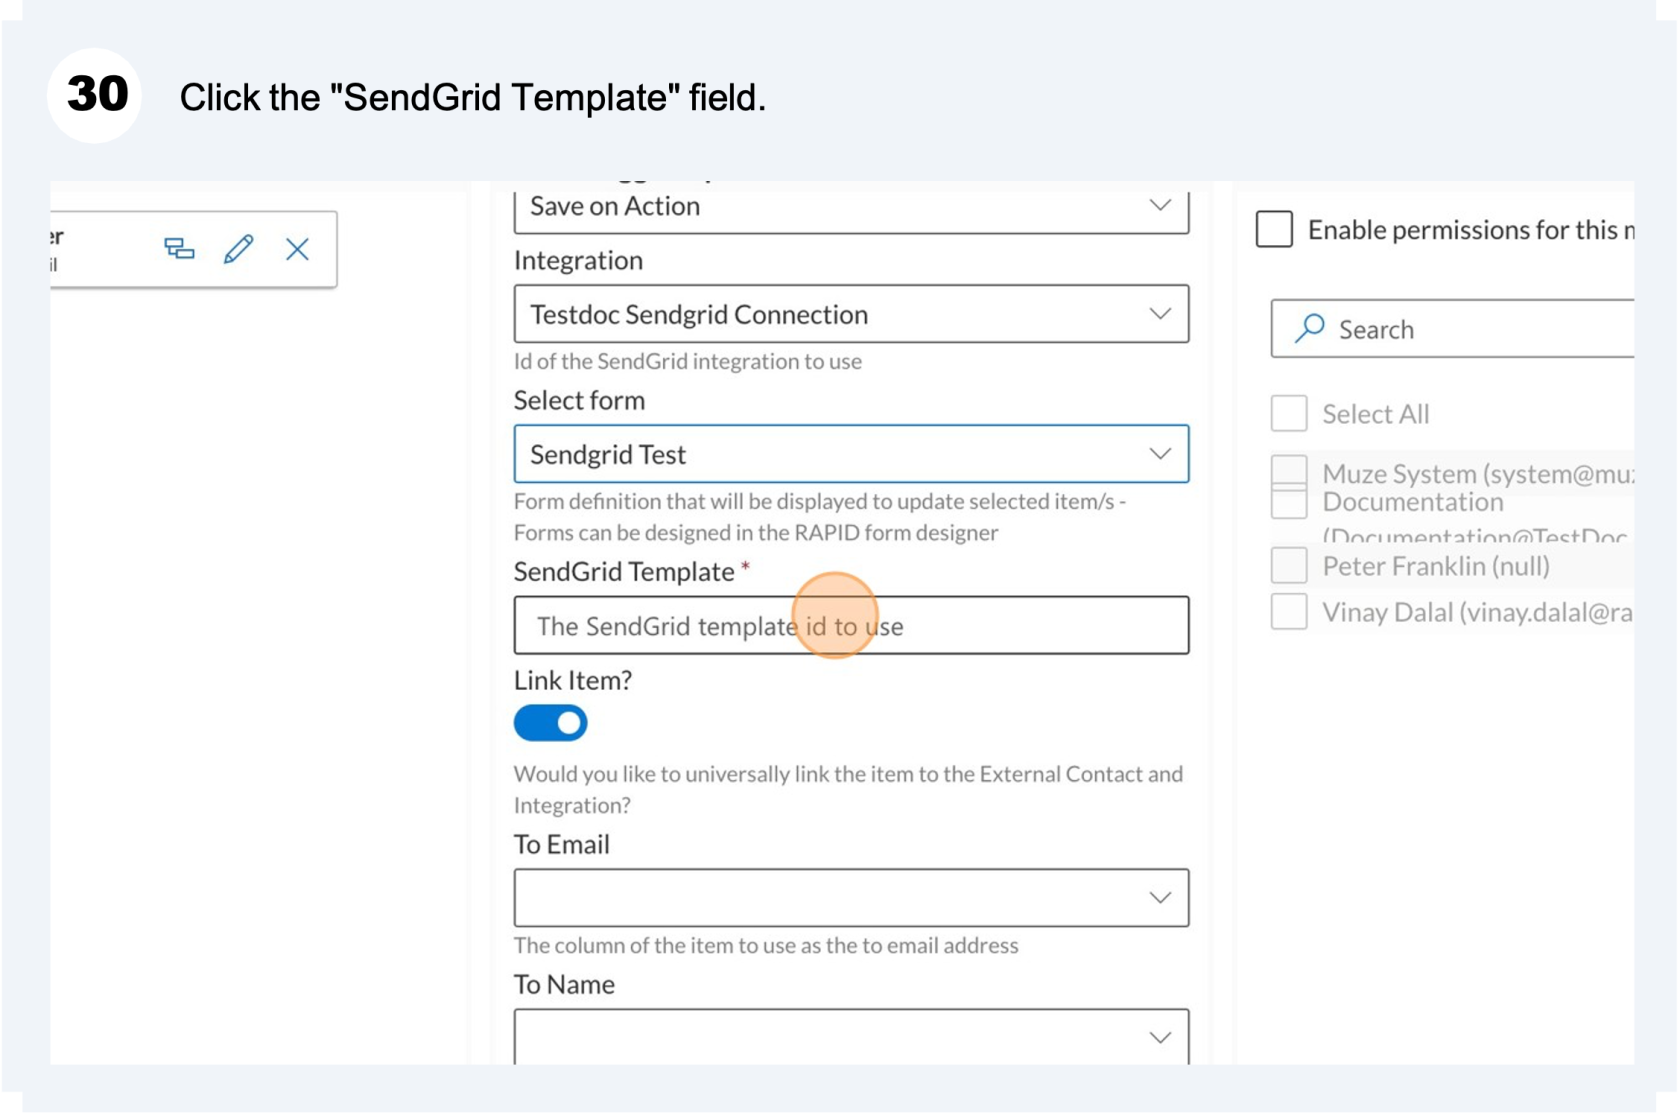 30
Click the "SendGrid Template" field.
er
il
Save on Action
Integration
Testdoc Sendgrid Connection
Id of the SendGrid integration to use
Select form
Sendgrid Test
Form definition that will be displayed to update selected item/s -
Forms can be designed in the RAPID form designer
SendGrid Template *
The SendGrid template id to use
Link Item?
Would you like to universally link the item to the External Contact and
Integration?
To Email
The column of the item to use as the to email address
To Name
Enable permissions for this
Search
Select All
Muze System (system@muz
Documentation
(Documentation@TestDoc
Peter Franklin (null)
Vinay Dalal (vinay.dalal@ra